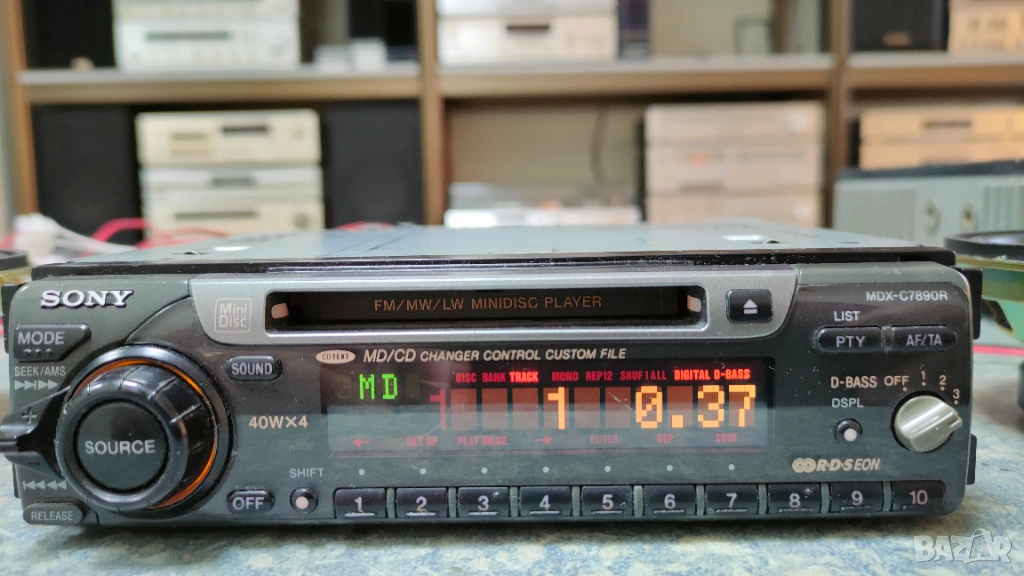 SONY
Mini Disc
FM/MW/LW MINIDISC PLAYER
MDX-C7890R
MODE
SEEK/AMS
SOUND
CD TEXT MD/CD CHANGER CONTROL CUSTOM FILE
LIST
PTY
AF/TA
MD
DISC BANK TRACK MONO REP12 SHUF1ALL DIGITAL D-BASS
1 1 0.37
D-BASS OFF 1 2 3
DSPL
SOURCE
40W×4
SET UP PLAY MODE ENTER REP SHUF
R·D·S EON
SHIFT
OFF
RELEASE
1 2 3 4 5 6 7 8 9 10
BAZAR